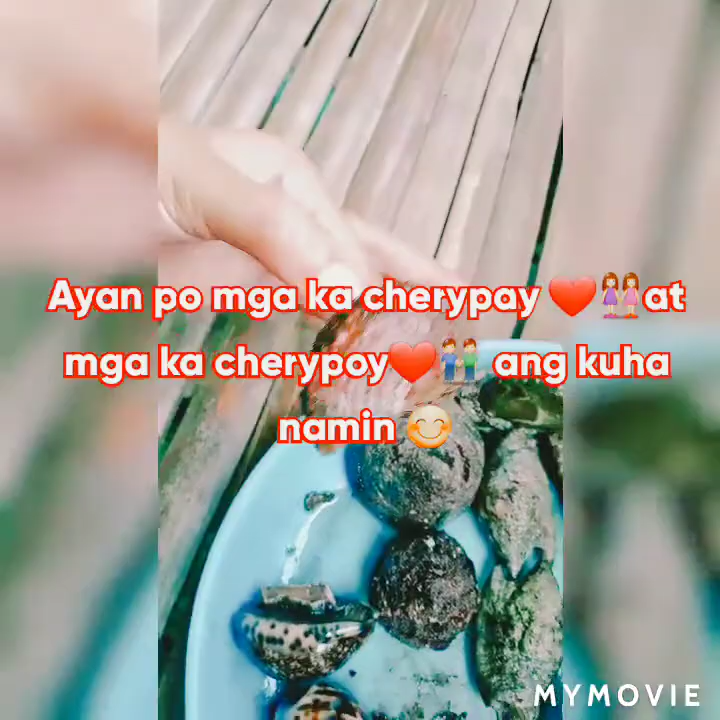 Ayan po mga ka cherypay ❤️👭at
mga ka cherypoy❤️👬 ang kuha
namin 😊
MYMOVIE